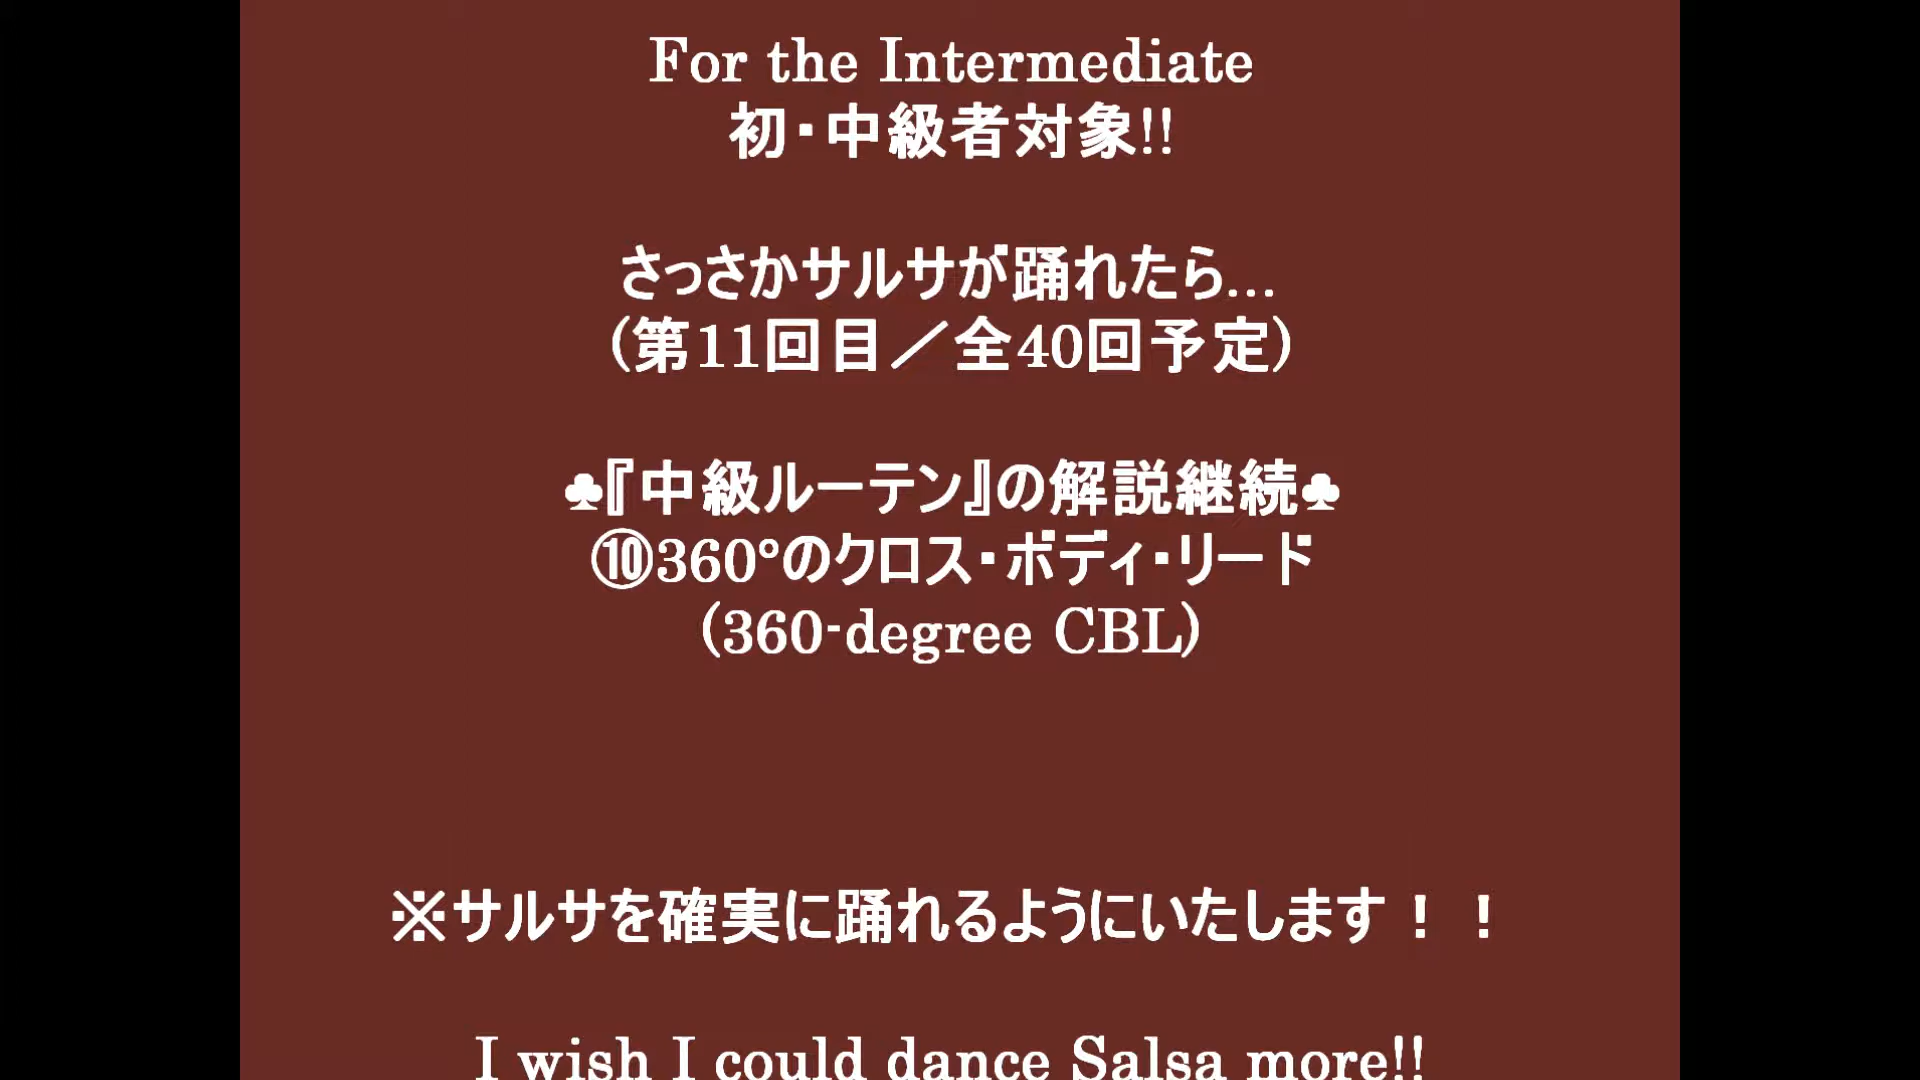 For the Intermediate
初・中級者対象!!
さっさかサルサが踊れたら...
(第11回目／全40回予定)
♣『中級ルーテン』の解説継続♣
⑩360°のクロス・ボディ・リード
(360-degree CBL)
※サルサを確実に踊れるようにいたします！！
I wish I could dance Salsa more!!